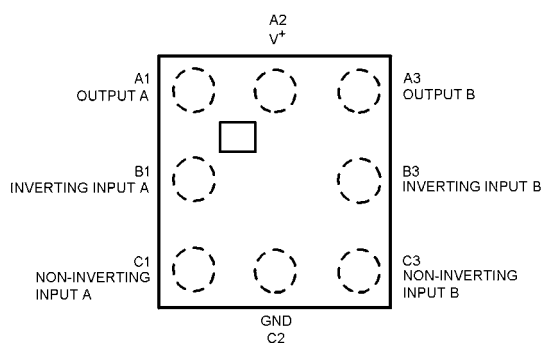 A2
V+
A1
OUTPUT A
A3
OUTPUT B
B1
INVERTING INPUT A
B3
INVERTING INPUT B
C1
NON-INVERTING
INPUT A
C3
NON-INVERTING
INPUT B
GND
C2